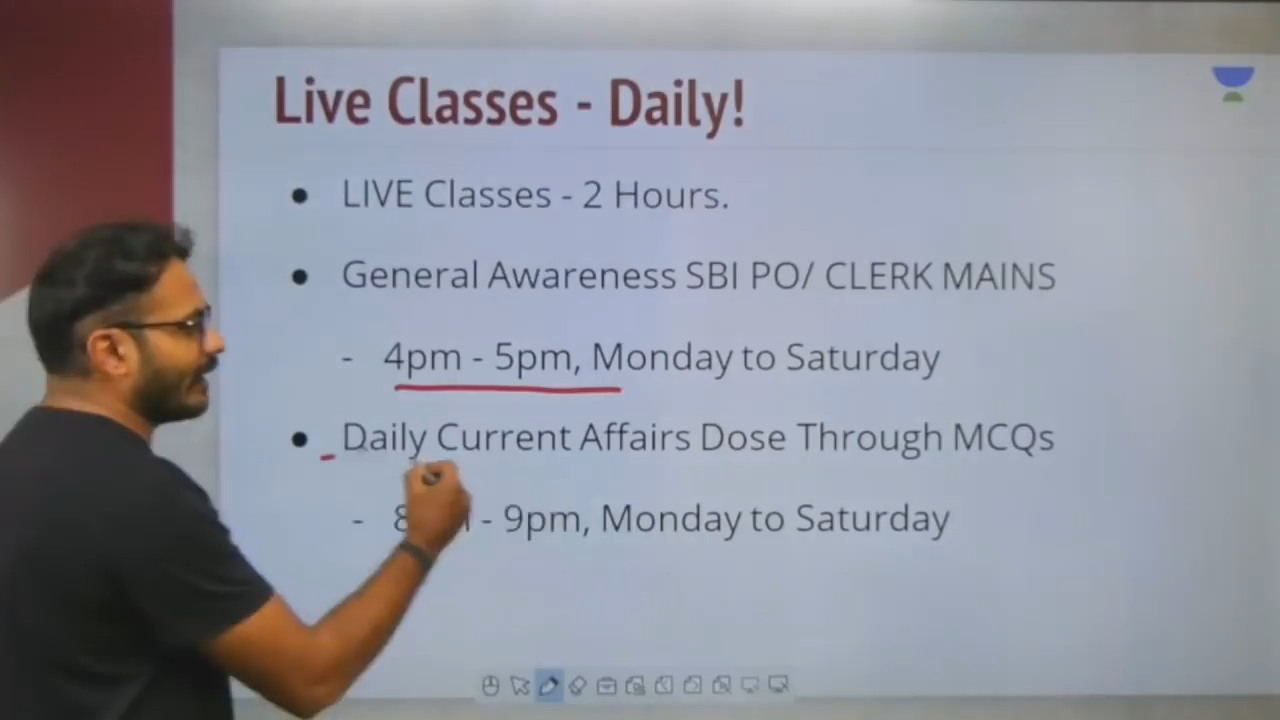 Live Classes - Daily!
● LIVE Classes - 2 Hours.
● General Awareness SBI PO/ CLERK MAINS
- 4pm - 5pm, Monday to Saturday
● Daily Current Affairs Dose Through MCQs
- 9pm, Monday to Saturday